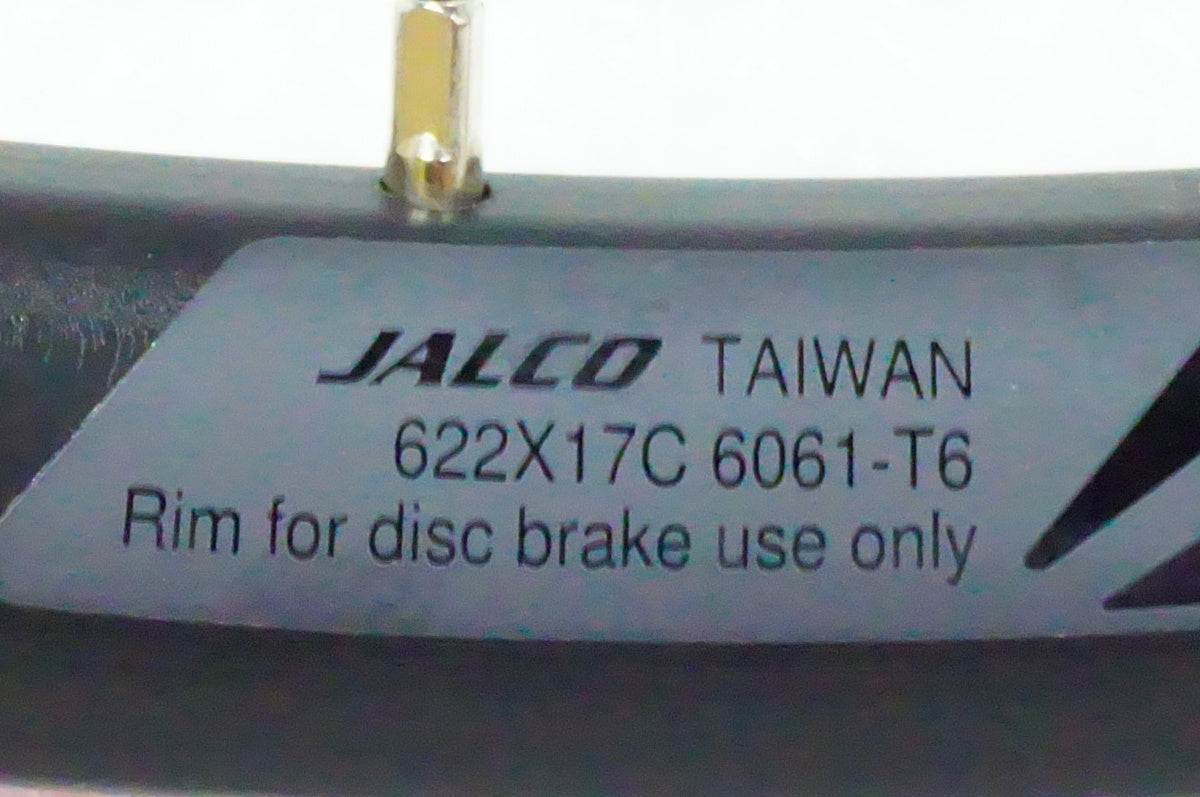 JALCO TAIWAN
622X17C 6061-T6
Rim for disc brake use only